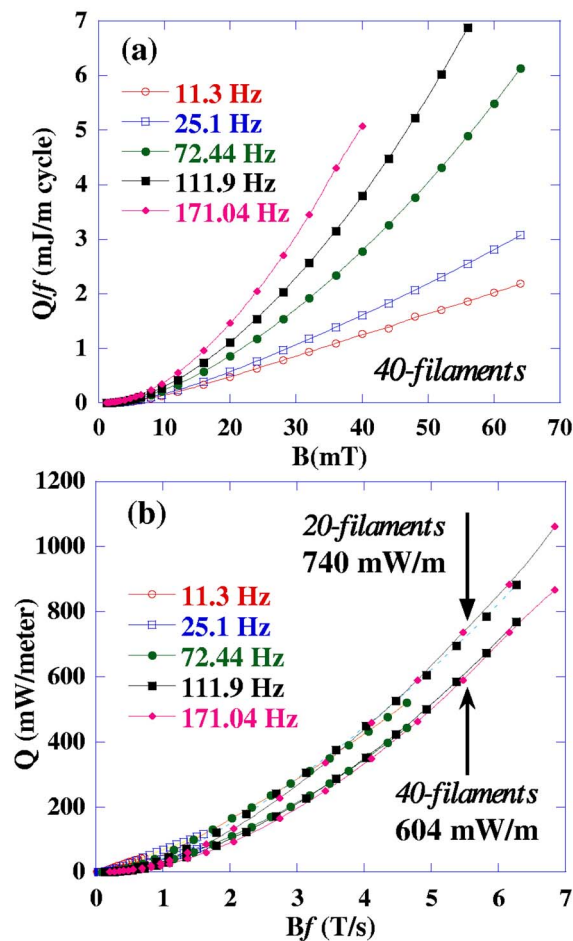 7
6
5
4
3
2
1
0
Q/f (mJ/m cycle)
(a)
11.3 Hz
25.1 Hz
72.44 Hz
111.9 Hz
171.04 Hz
40-filaments
0 10 20 30 40 50 60 70
B(mT)
1200
1000
800
600
400
200
0
Q (mW/meter)
(b)
20-filaments
740 mW/m
11.3 Hz
25.1 Hz
72.44 Hz
111.9 Hz
171.04 Hz
40-filaments
604 mW/m
0 1 2 3 4 5 6 7
Bf (T/s)